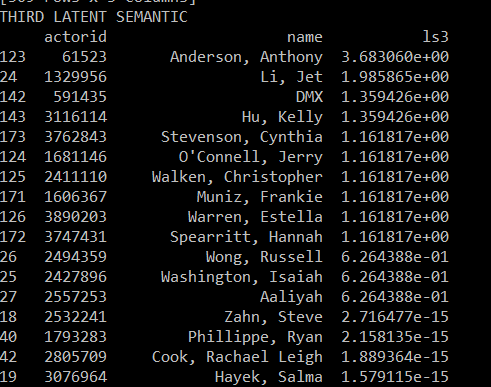 THIRD LATENT SEMANTIC
actorid name ls3
123 61523 Anderson, Anthony 3.683060e+00
24 1329956 Li, Jet 1.985865e+00
142 591435 DMX 1.359426e+00
143 3116114 Hu, Kelly 1.359426e+00
173 3762843 Stevenson, Cynthia 1.161817e+00
124 1681146 O'Connell, Jerry 1.161817e+00
125 2411110 Walken, Christopher 1.161817e+00
171 1606367 Muniz, Frankie 1.161817e+00
126 3890203 Warren, Estella 1.161817e+00
172 3747431 Spearritt, Hannah 1.161817e+00
26 2494359 Wong, Russell 6.264388e-01
25 2427896 Washington, Isaiah 6.264388e-01
27 2557253 Aaliyah 6.264388e-01
18 2532241 Zahn, Steve 2.716477e-15
40 1793283 Phillippe, Ryan 2.158135e-15
42 2805709 Cook, Rachael Leigh 1.889364e-15
19 3076964 Hayek, Salma 1.579115e-15